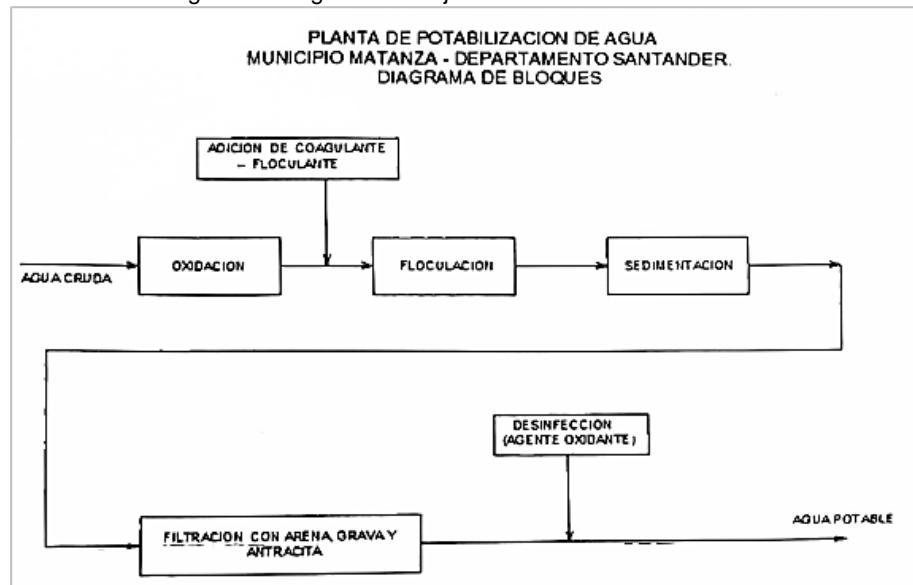 PLANTA DE POTABILIZACION DE AGUA
MUNICIPIO MATANZA - DEPARTAMENTO SANTANDER.
DIAGRAMA DE BLOQUES
ADICION DE COAGULANTE
- FLOCULANTE
AGUA CRUDA
OXIDACION
FLOCULACION
SEDIMENTACION
DESINFECCION
(AGENTE OXIDANTE)
FILTRACION CON ARENA, GRAVA Y
ANTRACITA
AGUA POTABLE